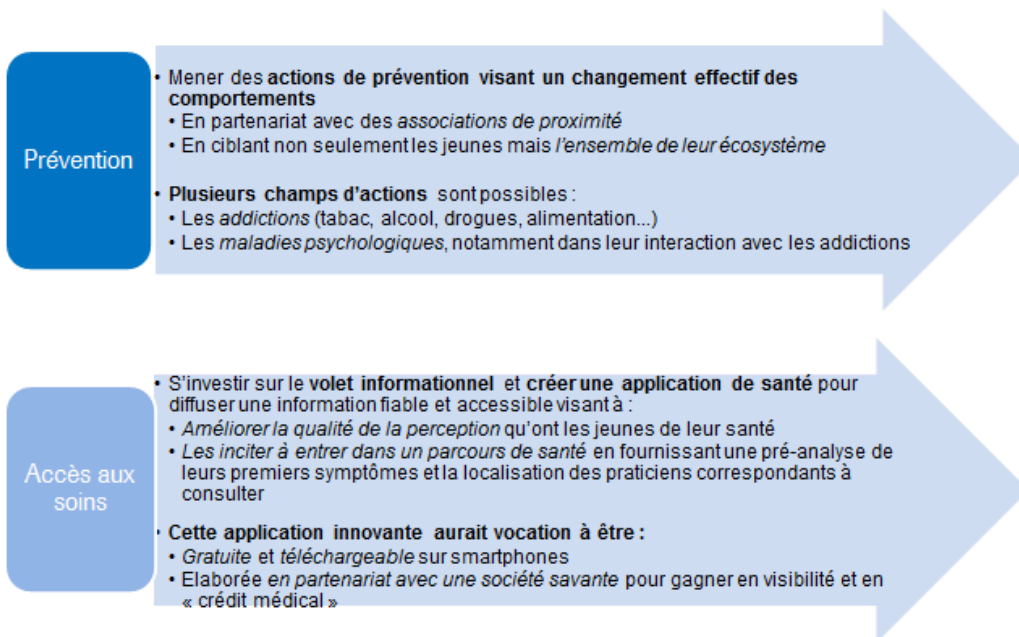 Prévention
• Mener des actions de prévention visant un changement effectif des
comportements
• En partenariat avec des associations de proximité
• En ciblant non seulement les jeunes mais l'ensemble de leur écosystème
• Plusieurs champs d'actions sont possibles :
• Les addictions (tabac, alcool, drogues, alimentation...)
• Les maladies psychologiques, notamment dans leur interaction avec les addictions
Accès aux
soins
• S'investir sur le volet informationnel et créer une application de santé pour
diffuser une information fiable et accessible visant à :
• Améliorer la qualité de la perception qu'ont les jeunes de leur santé
• Les inciter à entrer dans un parcours de santé en fournissant une pré-analyse de
leurs premiers symptômes et la localisation des praticiens correspondants à
consulter
• Cette application innovante aurait vocation à être :
• Gratuite et téléchargeable sur smartphones
• Elaborée en partenariat avec une société savante pour gagner en visibilité et en
« crédit médical »